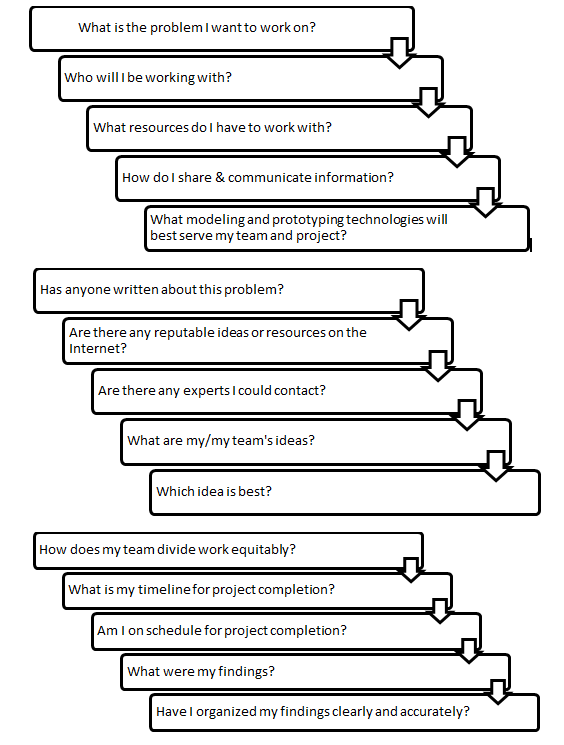 What is the problem I want to work on?
Who will I be working with?
What resources do I have to work with?
How do I share & communicate information?
What modeling and prototyping technologies will
best serve my team and project?
Has anyone written about this problem?
Are there any reputable ideas or resources on the
Internet?
Are there any experts I could contact?
What are my/my team's ideas?
Which idea is best?
How does my team divide work equitably?
What is my timeline for project completion?
Am I on schedule for project completion?
What were my findings?
Have I organized my findings clearly and accurately?